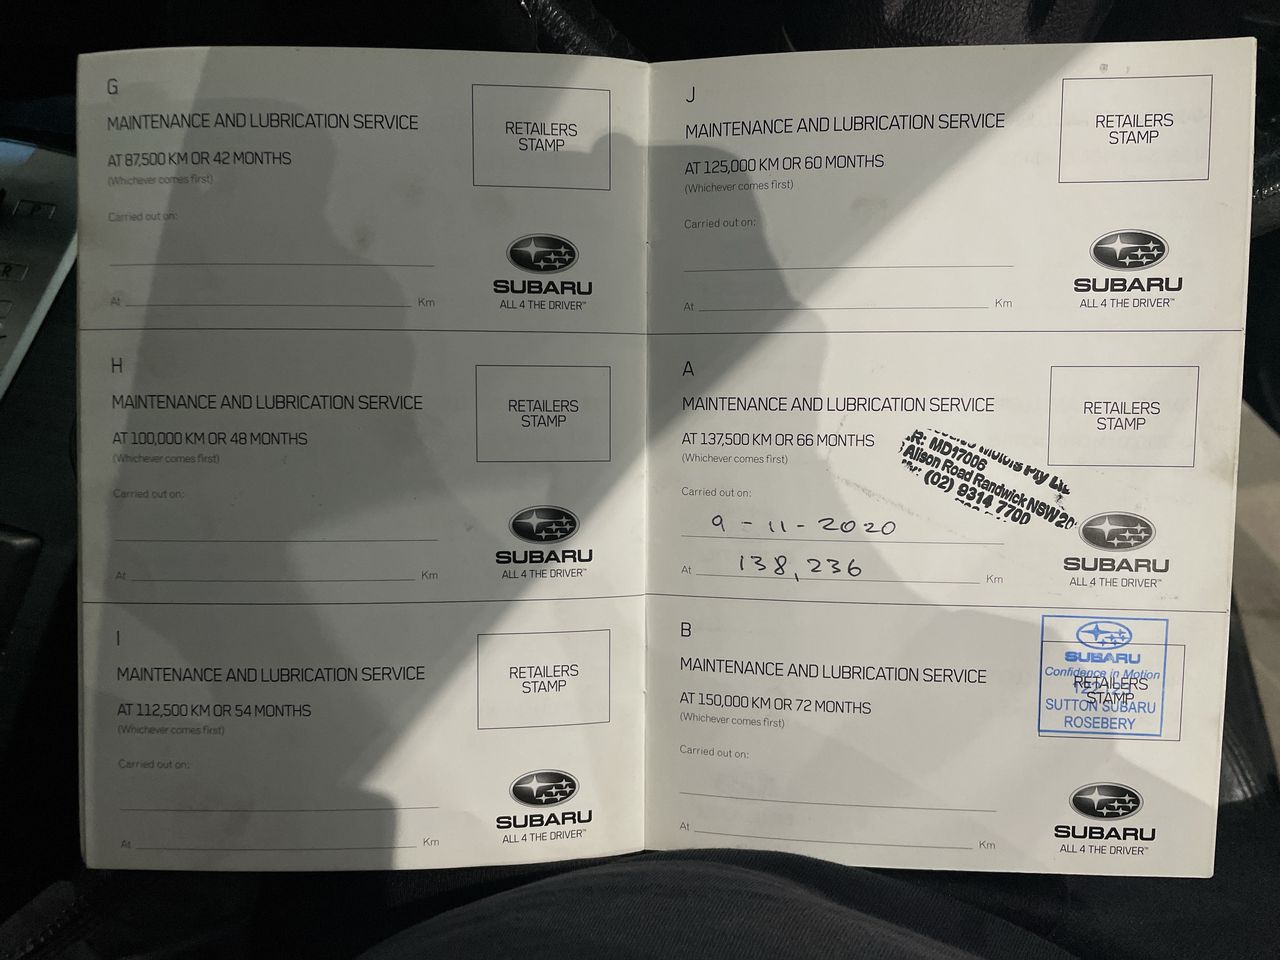 G
MAINTENANCE AND LUBRICATION SERVICE
AT 87,500 KM OR 42 MONTHS
(Whichever comes first)
Carried out on:
At Km
RETAILERS
STAMP
SUBARU
ALL 4 THE DRIVER™
H
MAINTENANCE AND LUBRICATION SERVICE
AT 100,000 KM OR 48 MONTHS
(Whichever comes first)
Carried out on:
At Km
RETAILERS
STAMP
SUBARU
ALL 4 THE DRIVER™
I
MAINTENANCE AND LUBRICATION SERVICE
AT 112,500 KM OR 54 MONTHS
(Whichever comes first)
Carried out on:
At Km
RETAILERS
STAMP
SUBARU
ALL 4 THE DRIVER™
J
MAINTENANCE AND LUBRICATION SERVICE
AT 125,000 KM OR 60 MONTHS
(Whichever comes first)
Carried out on:
At Km
RETAILERS
STAMP
SUBARU
ALL 4 THE DRIVER™
A
MAINTENANCE AND LUBRICATION SERVICE
AT 137,500 KM OR 66 MONTHS
(Whichever comes first)
Carried out on:
9-11-2020
At 138,236 Km
RETAILERS
STAMP
Motors Pty
MD17006
Alison Road Randwick NSW
(02) 9314 7700
SUBARU
ALL 4 THE DRIVER™
B
MAINTENANCE AND LUBRICATION SERVICE
AT 150,000 KM OR 72 MONTHS
(Whichever comes first)
Carried out on:
At Km
RETAILERS
STAMP
SUBARU
Confidence in Motion
SUTTON SUBARU
ROSEBERY
SUBARU
ALL 4 THE DRIVER™
P
R